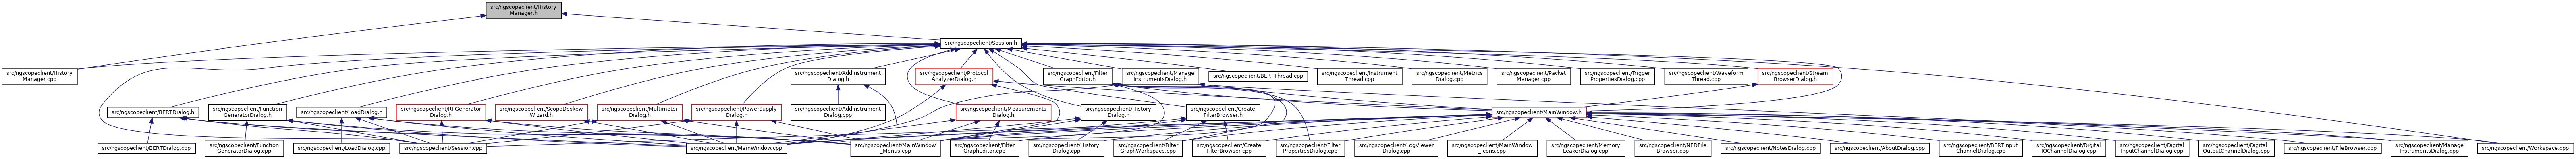 src/ngscopeclient/History
Manager.h
src/ngscopeclient/Session.h
src/ngscopeclient/History
Manager.cpp
src/ngscopeclient/AddInstrument
Dialog.h
src/ngscopeclient/Protocol
AnalyzerDialog.h
src/ngscopeclient/Filter
GraphEditor.h
src/ngscopeclient/Manage
InstrumentsDialog.h
src/ngscopeclient/BERTThread.cpp
src/ngscopeclient/Instrument
Thread.cpp
src/ngscopeclient/Metrics
Dialog.cpp
src/ngscopeclient/Packet
Manager.cpp
src/ngscopeclient/Trigger
PropertiesDialog.cpp
src/ngscopeclient/Waveform
Thread.cpp
src/ngscopeclient/Stream
BrowserDialog.h
src/ngscopeclient/BERTDialog.h
src/ngscopeclient/Function
GeneratorDialog.h
src/ngscopeclient/LoadDialog.h
src/ngscopeclient/RFGenerator
Dialog.h
src/ngscopeclient/ScopeDeskew
Wizard.h
src/ngscopeclient/Multimeter
Dialog.h
src/ngscopeclient/PowerSupply
Dialog.h
src/ngscopeclient/AddInstrument
Dialog.cpp
src/ngscopeclient/Measurements
Dialog.h
src/ngscopeclient/History
Dialog.h
src/ngscopeclient/Create
FilterBrowser.h
src/ngscopeclient/MainWindow.h
src/ngscopeclient/BERTDialog.cpp
src/ngscopeclient/Function
GeneratorDialog.cpp
src/ngscopeclient/LoadDialog.cpp
src/ngscopeclient/Session.cpp
src/ngscopeclient/MainWindow.cpp
src/ngscopeclient/MainWindow
_Menus.cpp
src/ngscopeclient/Filter
GraphEditor.cpp
src/ngscopeclient/History
Dialog.cpp
src/ngscopeclient/Filter
GraphWorkspace.cpp
src/ngscopeclient/Create
FilterBrowser.cpp
src/ngscopeclient/Filter
PropertiesDialog.cpp
src/ngscopeclient/LogViewer
Dialog.cpp
src/ngscopeclient/MainWindow
_Icons.cpp
src/ngscopeclient/Memory
LeakerDialog.cpp
src/ngscopeclient/NFDFile
Browser.cpp
src/ngscopeclient/NotesDialog.cpp
src/ngscopeclient/AboutDialog.cpp
src/ngscopeclient/BERTInput
ChannelDialog.cpp
src/ngscopeclient/Digital
IOChannelDialog.cpp
src/ngscopeclient/Digital
InputChannelDialog.cpp
src/ngscopeclient/Digital
OutputChannelDialog.cpp
src/ngscopeclient/FileBrowser.cpp
src/ngscopeclient/Manage
InstrumentsDialog.cpp
src/ngscopeclient/Workspace.cpp